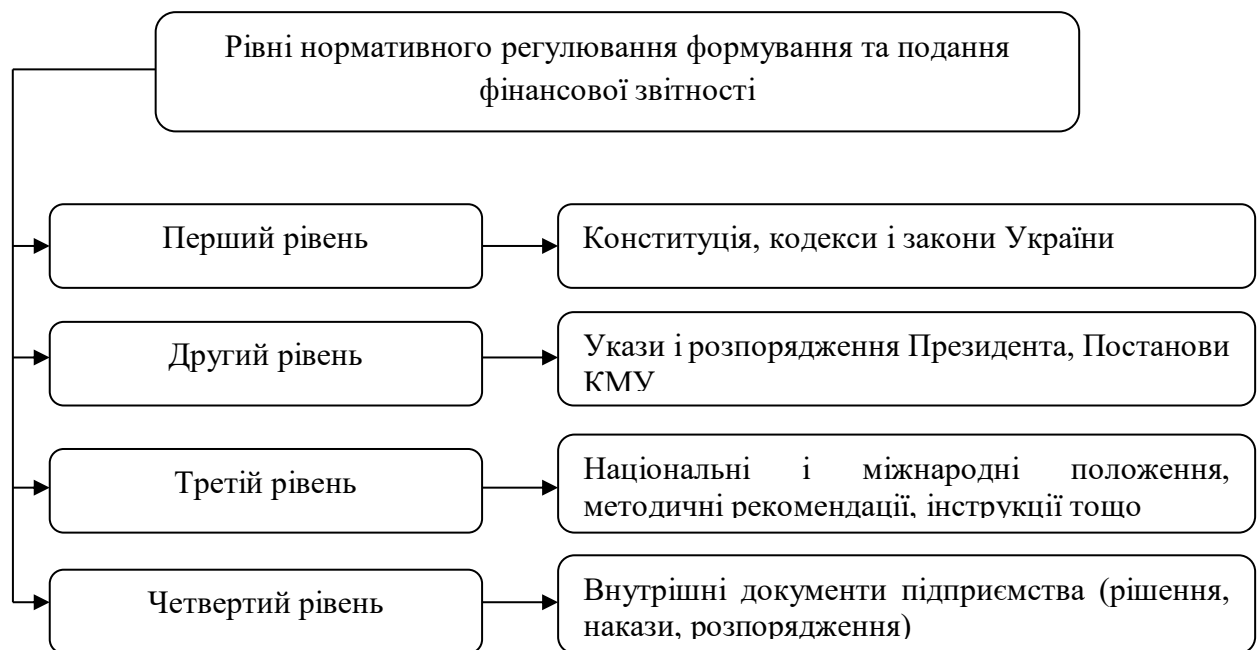 Рівні нормативного регулювання формування та подання
фінансової звітності
Перший рівень
Конституція, кодекси і закони України
Другий рівень
Укази і розпорядження Президента, Постанови
КМУ
Третій рівень
Національні і міжнародні положення,
методичні рекомендації, інструкції тощо
Четвертий рівень
Внутрішні документи підприємства (рішення,
накази, розпорядження)